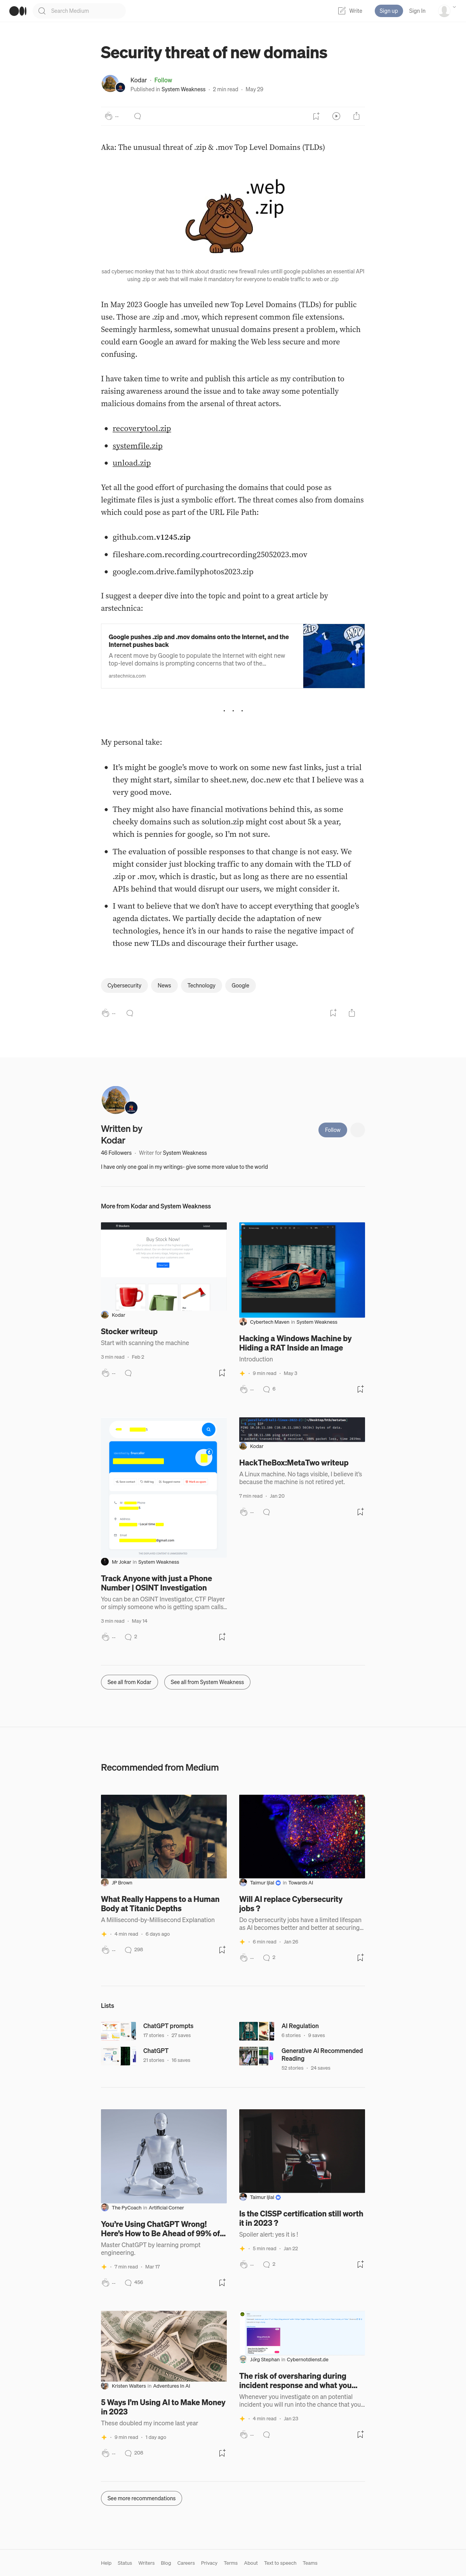 Search Medium
Write
Sign up
Sign In
Security threat of new domains
Kodar · Follow
Published in System Weakness · 2 min read · May 29
--
Aka: The unusual threat of .zip & .mov Top Level Domains (TLDs)
.web
.zip
sad cybersec monkey that has to think about drastic new firewall rules untill google publishes an essential API
using .zip or .web that will make it mandatory for everyone to enable traffic to .web or .zip
In May 2023 Google has unveiled new Top Level Domains (TLDs) for public
use. Those are .zip and .mov, which represent common file extensions.
Seemingly harmless, somewhat unusual domains present a problem, which
could earn Google an award for making the Web less secure and more
confusing.
I have taken time to write and publish this article as my contribution to
raising awareness around the issue and to take away some potentially
malicious domains from the arsenal of threat actors.
recoverytool.zip
systemfile.zip
unload.zip
Yet all the good effort of purchasing the domains that could pose as
legitimate files is just a symbolic effort. The threat comes also from domains
which could pose as part of the URL File Path:
github.com.v1245.zip
fileshare.com.recording.courtrecording25052023.mov
google.com.drive.familyphotos2023.zip
I suggest a deeper dive into the topic and point to a great article by
arstechnica:
Google pushes .zip and .mov domains onto the Internet, and the
Internet pushes back
A recent move by Google to populate the Internet with eight new
top-level domains is prompting concerns that two of the...
arstechnica.com
ZIP
MOV
My personal take:
It's might be google's move to work on some new fast links, just a trial
they might start, similar to sheet.new, doc.new etc that I believe was a
very good move.
They might also have financial motivations behind this, as some
cheeky domains such as solution.zip might cost about 5k a year,
which is pennies for google, so I'm not sure.
The evaluation of possible responses to that change is not easy. We
might consider just blocking traffic to any domain with the TLD of
.zip or .mov, which is drastic, but as long as there are no essential
APIs behind that would disrupt our users, we might consider it.
I want to believe that we don't have to accept everything that google's
agenda dictates. We partially decide the adaptation of new
technologies, hence it's in our hands to raise the negative impact of
those new TLDs and discourage their further usage.
Cybersecurity
News
Technology
Google
--
Written by
Kodar
Follow
46 Followers · Writer for System Weakness
I have only one goal in my writings- give some more value to the world
More from Kodar and System Weakness
Buy Stock Now!
Kodar
Stocker writeup
Start with scanning the machine
3 min read · Feb 2
--
Cybertech Maven in System Weakness
Hacking a Windows Machine by
Hiding a RAT Inside an Image
Introduction
9 min read · May 3
--
6
Mr Jokar in System Weakness
Track Anyone with just a Phone
Number | OSINT Investigation
You can be an OSINT Investigator, CTF Player
or simply someone who is getting spam calls...
3 min read · May 14
--
2
Kodar
HackTheBox:MetaTwo writeup
A Linux machine. No tags visible, I believe it's
because the machine is not retired yet.
7 min read · Jan 20
--
See all from Kodar
See all from System Weakness
Recommended from Medium
JP Brown
What Really Happens to a Human
Body at Titanic Depths
A Millisecond-by-Millisecond Explanation
4 min read · 6 days ago
--
298
Taimur Ijlal in Towards AI
Will AI replace Cybersecurity
jobs ?
Do cybersecurity jobs have a limited lifespan
as AI becomes better and better at securing...
6 min read · Jan 26
--
2
Lists
ChatGPT prompts
17 stories · 27 saves
AI Regulation
6 stories · 9 saves
ChatGPT
21 stories · 16 saves
Generative AI Recommended
Reading
52 stories · 24 saves
The PyCoach in Artificial Corner
You're Using ChatGPT Wrong!
Here's How to Be Ahead of 99% of...
Master ChatGPT by learning prompt
engineering.
7 min read · Mar 17
--
456
Taimur Ijlal
Is the CISSP certification still worth
it in 2023 ?
Spoiler alert: yes it is !
5 min read · Jan 22
--
2
Kristen Walters in Adventures In AI
5 Ways I'm Using AI to Make Money
in 2023
These doubled my income last year
9 min read · 1 day ago
--
208
Jürg Stephan in Cybernotdienst.de
The risk of oversharing during
incident response and what you...
Whenever you investigate on an potential
incident you will run into the chance that you...
4 min read · Jan 23
--
See more recommendations
Help
Status
Writers
Blog
Careers
Privacy
Terms
About
Text to speech
Teams